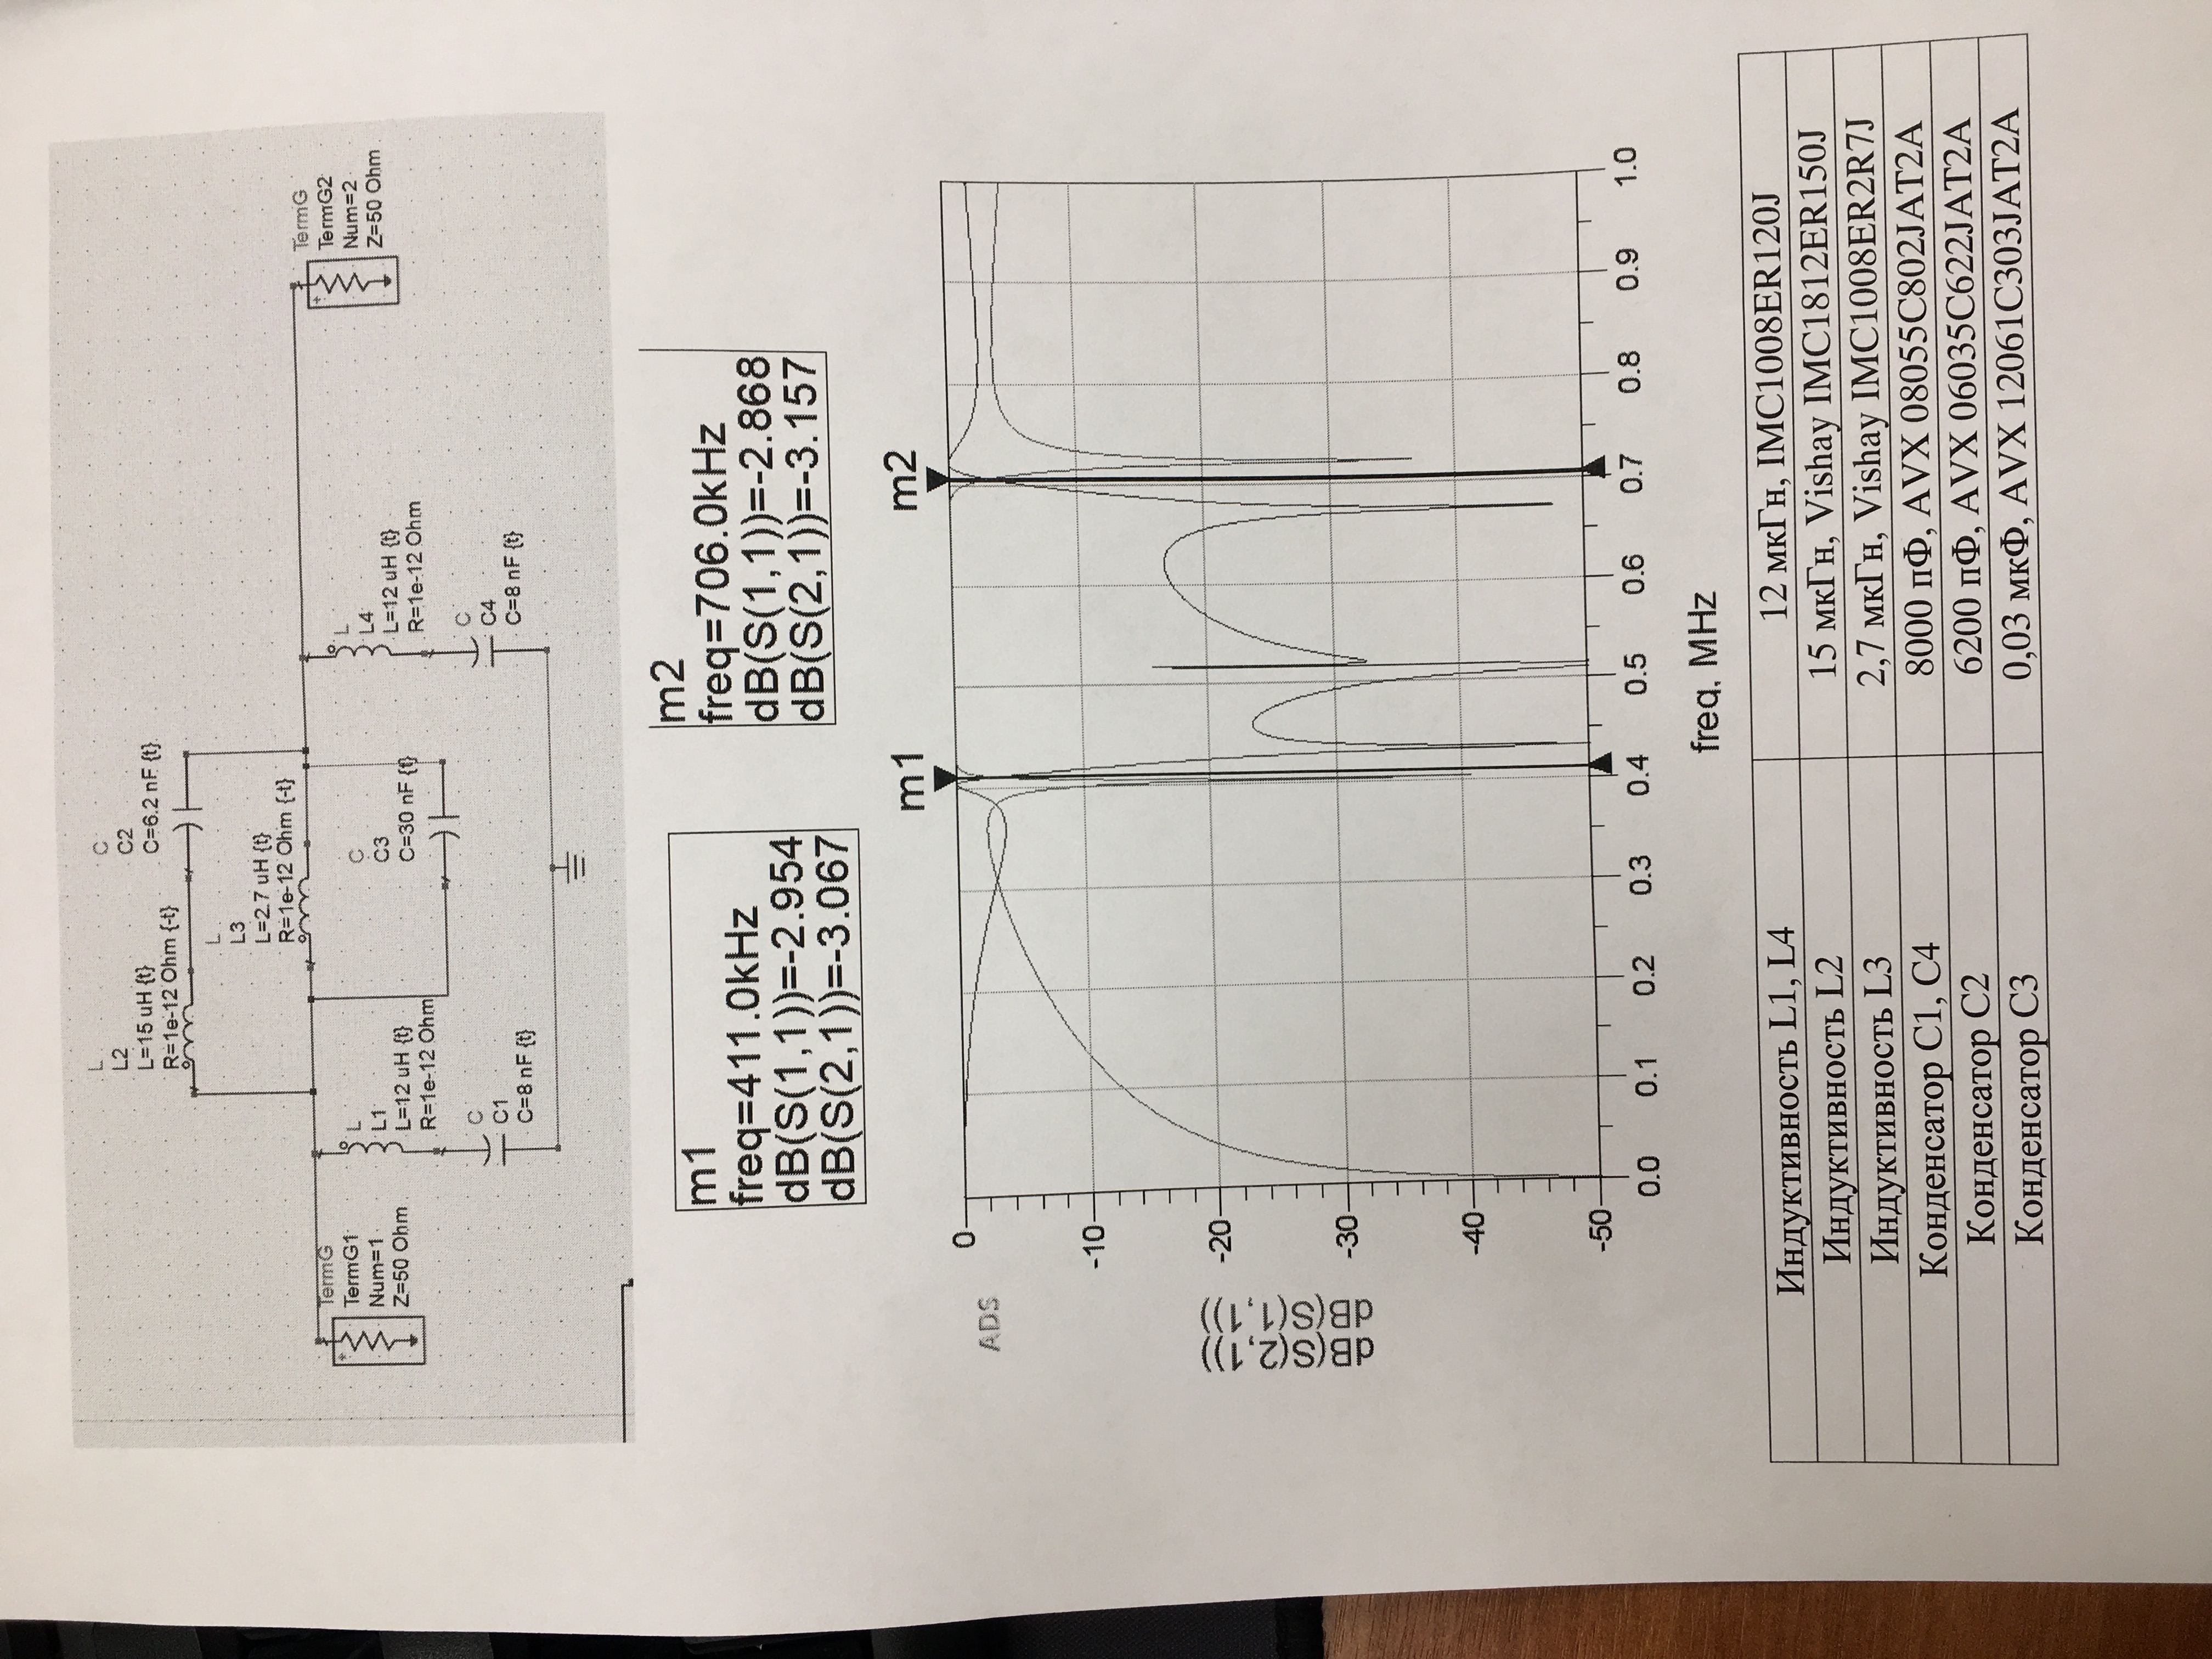 L
L2
L=15 uH {t}
R=1e-12 Ohm {-t}
C
C2
C=6.2 nF {t}
L
L3
L=2.7 uH {t}
R=1e-12 Ohm {-t}
TermG
TermG1
Num=1
Z=50 Ohm
L
L1
L=12 uH {t}
R=1e-12 Ohm
C
C3
C=30 nF {t}
L
L4
L=12 uH {t}
R=1e-12 Ohm
TermG
TermG2
Num=2
Z=50 Ohm
C
C1
C=8 nF {t}
C
C4
C=8 nF {t}
m1
freq=411.0kHz
dB(S(1,1))=-2.954
dB(S(2,1))=-3.067
m2
freq=706.0kHz
dB(S(1,1))=-2.868
dB(S(2,1))=-3.157
m1
m2
ADS
dB(S(2,1))
dB(S(1,1))
0
-10
-20
-30
-40
-50
0.0 0.1 0.2 0.3 0.4 0.5 0.6 0.7 0.8 0.9 1.0
freq, MHz
Индуктивность L1, L4 12 мкГн, IMC1008ER120J
Индуктивность L2 15 мкГн, Vishay IMC1812ER150J
Индуктивность L3 2,7 мкГн, Vishay IMC1008ER2R7J
Конденсатор C1, C4 8000 пФ, AVX 08055C802JAT2A
Конденсатор C2 6200 пФ, AVX 06035C622JAT2A
Конденсатор C3 0,03 мкФ, AVX 12061C303JAT2A